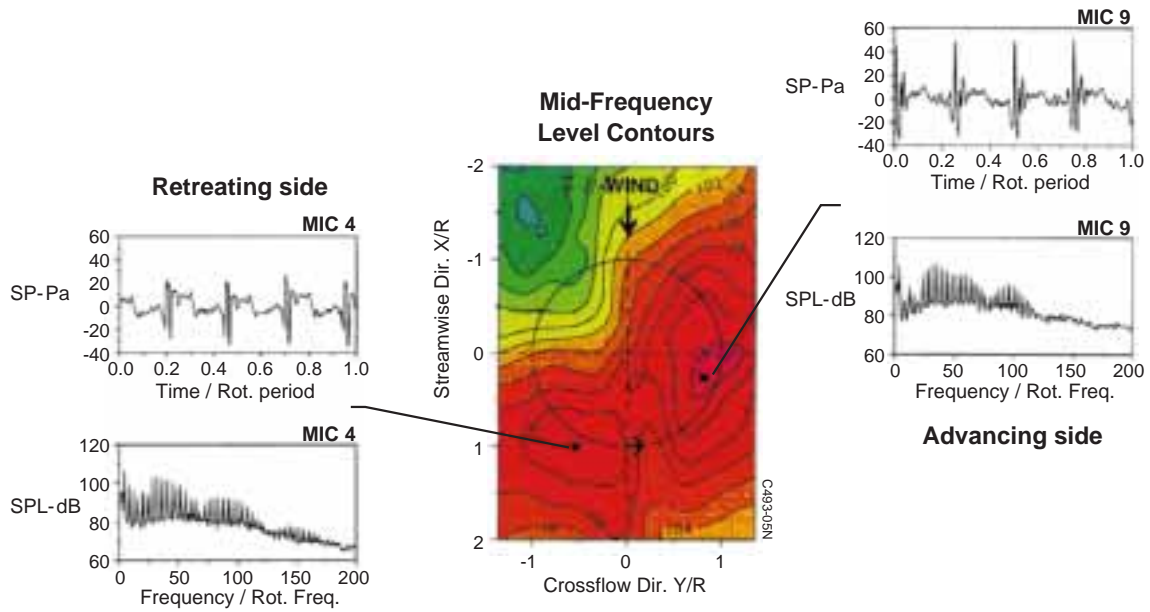 MIC 9
60
40
20
0
-20
-40
SP-Pa
0.0 0.2 0.4 0.6 0.8 1.0
Time / Rot. period
MIC 9
120
100
80
60
SPL-dB
0 50 100 150 200
Frequency / Rot. Freq.
Advancing side
Mid-Frequency
Level Contours
-2
-1
0
1
2
Streamwise Dir. X/R
WIND
-1 0 1
Crossflow Dir. Y/R
C493-05N
Retreating side
MIC 4
60
40
20
0
-20
-40
SP-Pa
0.0 0.2 0.4 0.6 0.8 1.0
Time / Rot. period
MIC 4
120
100
80
60
SPL-dB
0 50 100 150 200
Frequency / Rot. Freq.